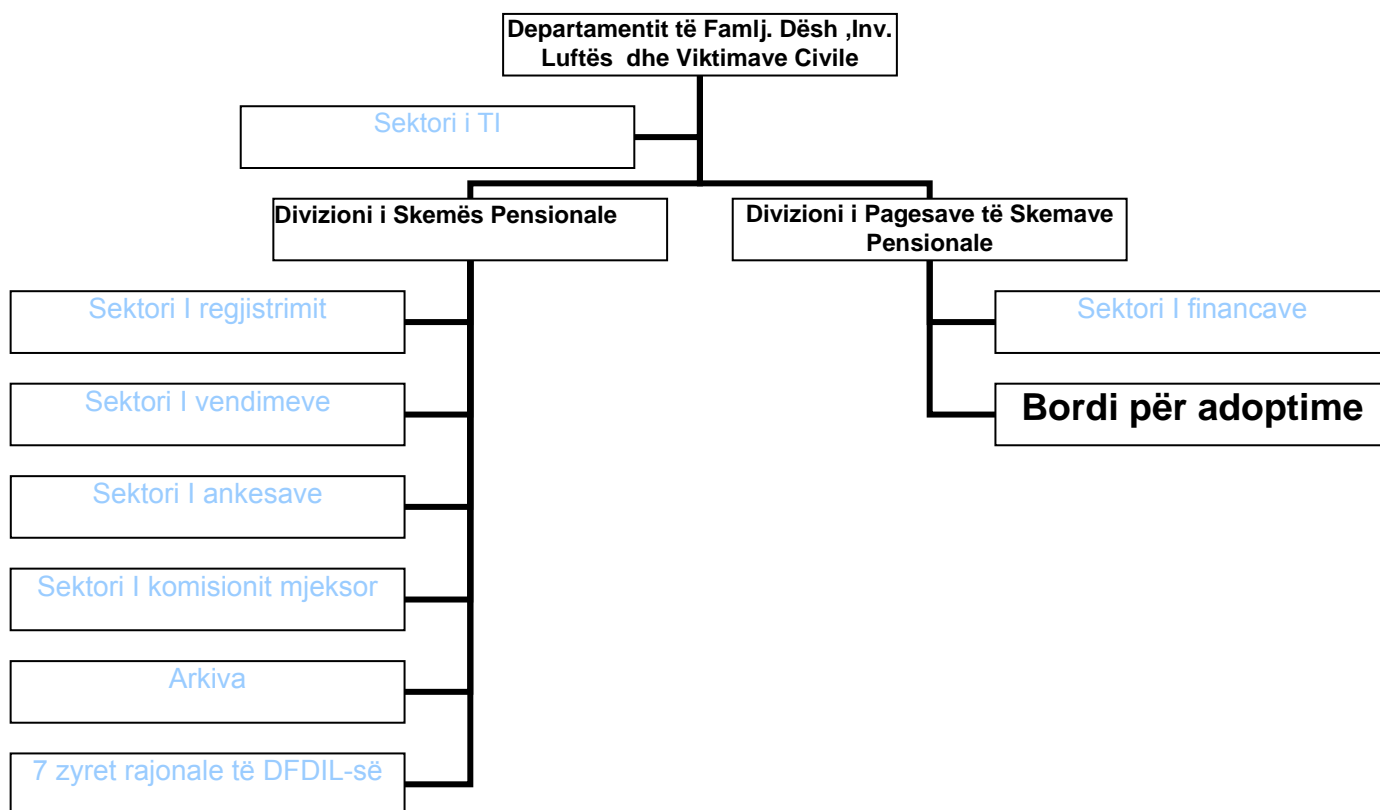 Departamentit të Famlj. Dësh ,Inv.
Luftës dhe Viktimave Civile
Sektori i TI
Divizioni i Skemës Pensionale
Divizioni i Pagesave të Skemave
Pensionale
Sektori I regjistrimit
Sektori I vendimeve
Sektori I ankesave
Sektori I komisionit mjeksor
Arkiva
7 zyret rajonale të DFDIL-së
Sektori I financave
Bordi për adoptime